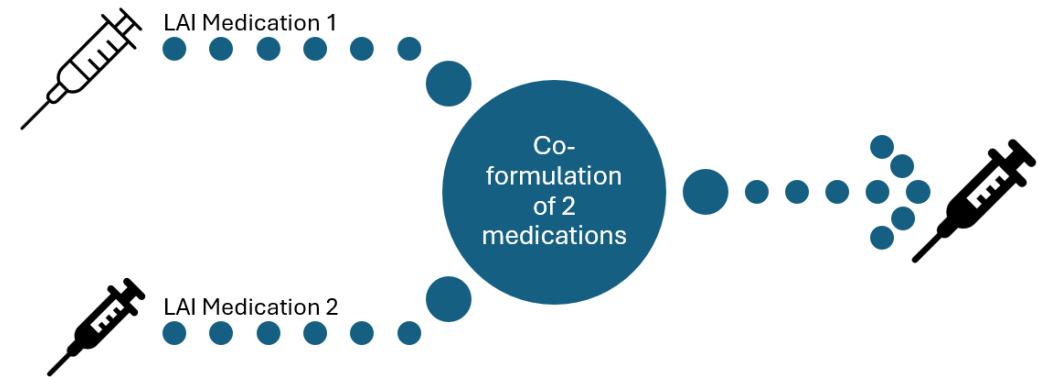 LAI Medication 1
Co-
formulation
of 2
medications
LAI Medication 2